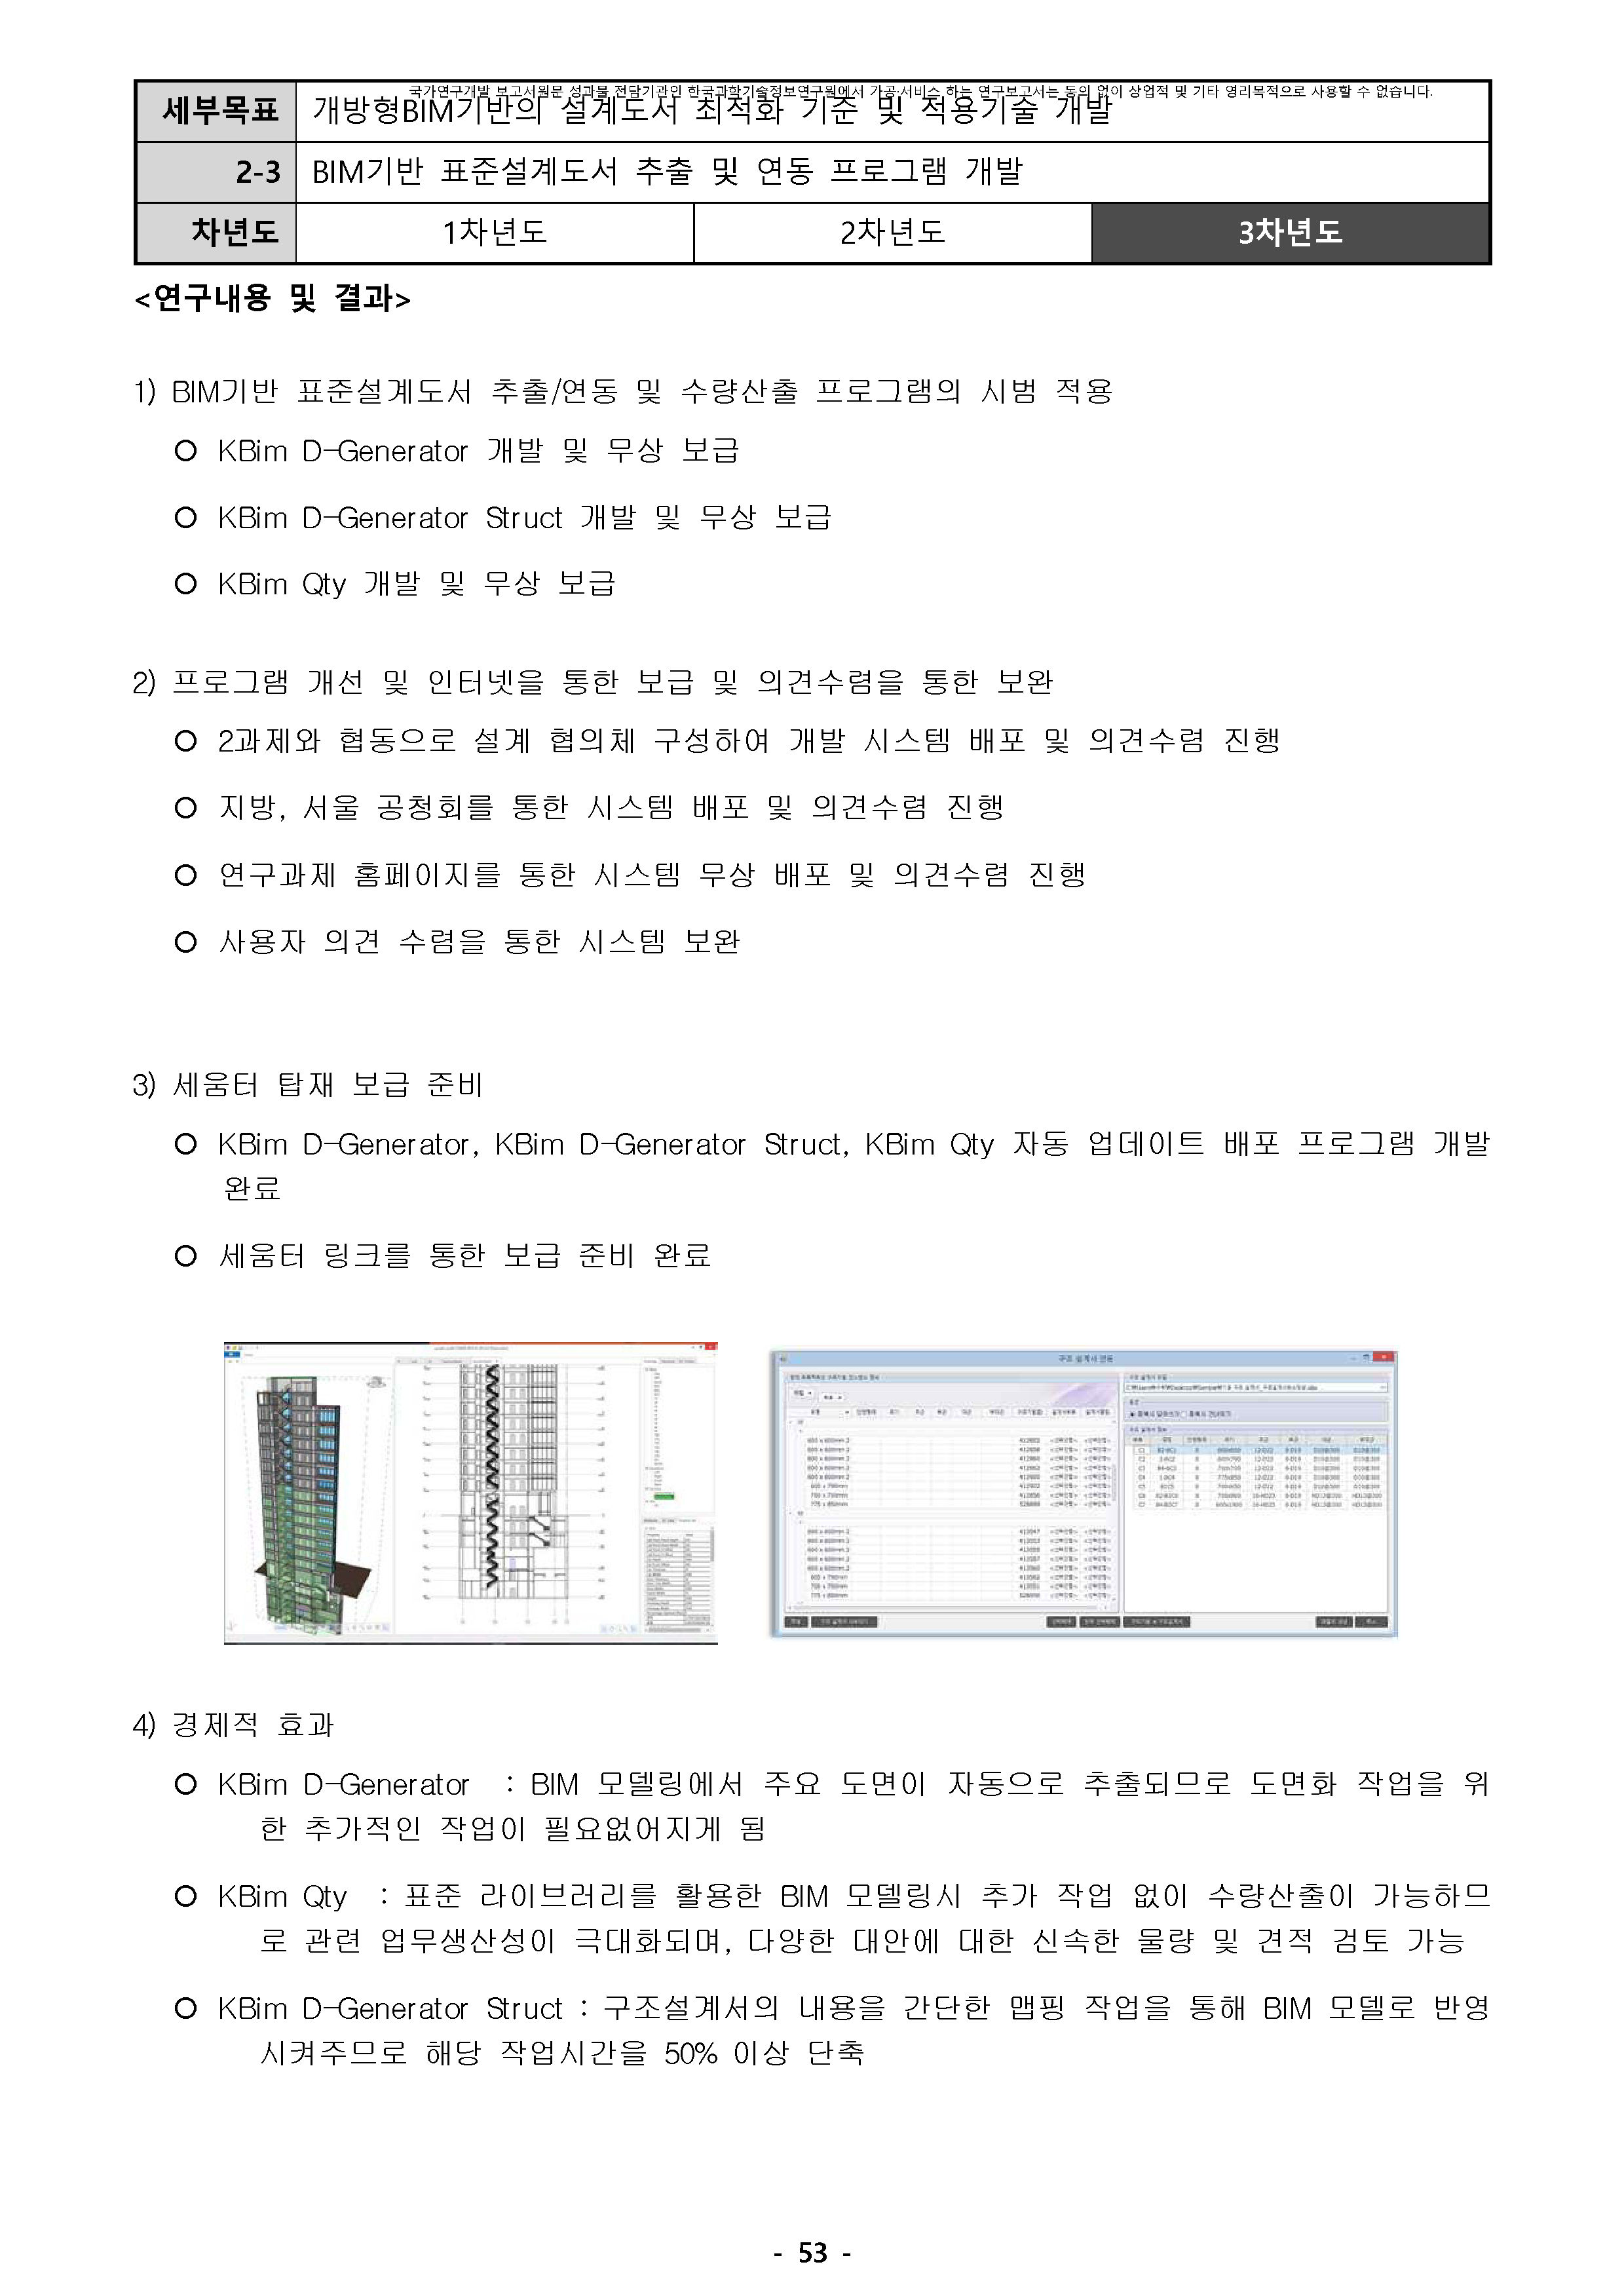 국가연구개발 보고서원문 성과물 전담기관인 한국과학기술정보연구원에서 가공·서비스 하는 연구보고서는 동의 없이 상업적 및 기타 영리목적으로 사용할 수 없습니다.
세부목표 개방형BIM기반의 설계도서 최적화 기준 및 적용기술 개발
2-3 BIM기반 표준설계도서 추출 및 연동 프로그램 개발
차년도 1차년도 2차년도 3차년도
<연구내용 및 결과>
1) BIM기반 표준설계도서 추출/연동 및 수량산출 프로그램의 시범 적용
○ KBim D-Generator 개발 및 무상 보급
○ KBim D-Generator Struct 개발 및 무상 보급
○ KBim Qty 개발 및 무상 보급
2) 프로그램 개선 및 인터넷을 통한 보급 및 의견수렴을 통한 보완
○ 2과제와 협동으로 설계 협의체 구성하여 개발 시스템 배포 및 의견수렴 진행
○ 지방, 서울 공청회를 통한 시스템 배포 및 의견수렴 진행
○ 연구과제 홈페이지를 통한 시스템 무상 배포 및 의견수렴 진행
○ 사용자 의견 수렴을 통한 시스템 보완
3) 세움터 탑재 보급 준비
○ KBim D-Generator, KBim D-Generator Struct, KBim Qty 자동 업데이트 배포 프로그램 개발
완료
○ 세움터 링크를 통한 보급 준비 완료
구조 설계서 연동
4) 경제적 효과
○ KBim D-Generator : BIM 모델링에서 주요 도면이 자동으로 추출되므로 도면화 작업을 위
한 추가적인 작업이 필요없어지게 됨
○ KBim Qty : 표준 라이브러리를 활용한 BIM 모델링시 추가 작업 없이 수량산출이 가능하므
로 관련 업무생산성이 극대화되며, 다양한 대안에 대한 신속한 물량 및 견적 검토 가능
○ KBim D-Generator Struct : 구조설계서의 내용을 간단한 맵핑 작업을 통해 BIM 모델로 반영
시켜주므로 해당 작업시간을 50% 이상 단축
- 53 -